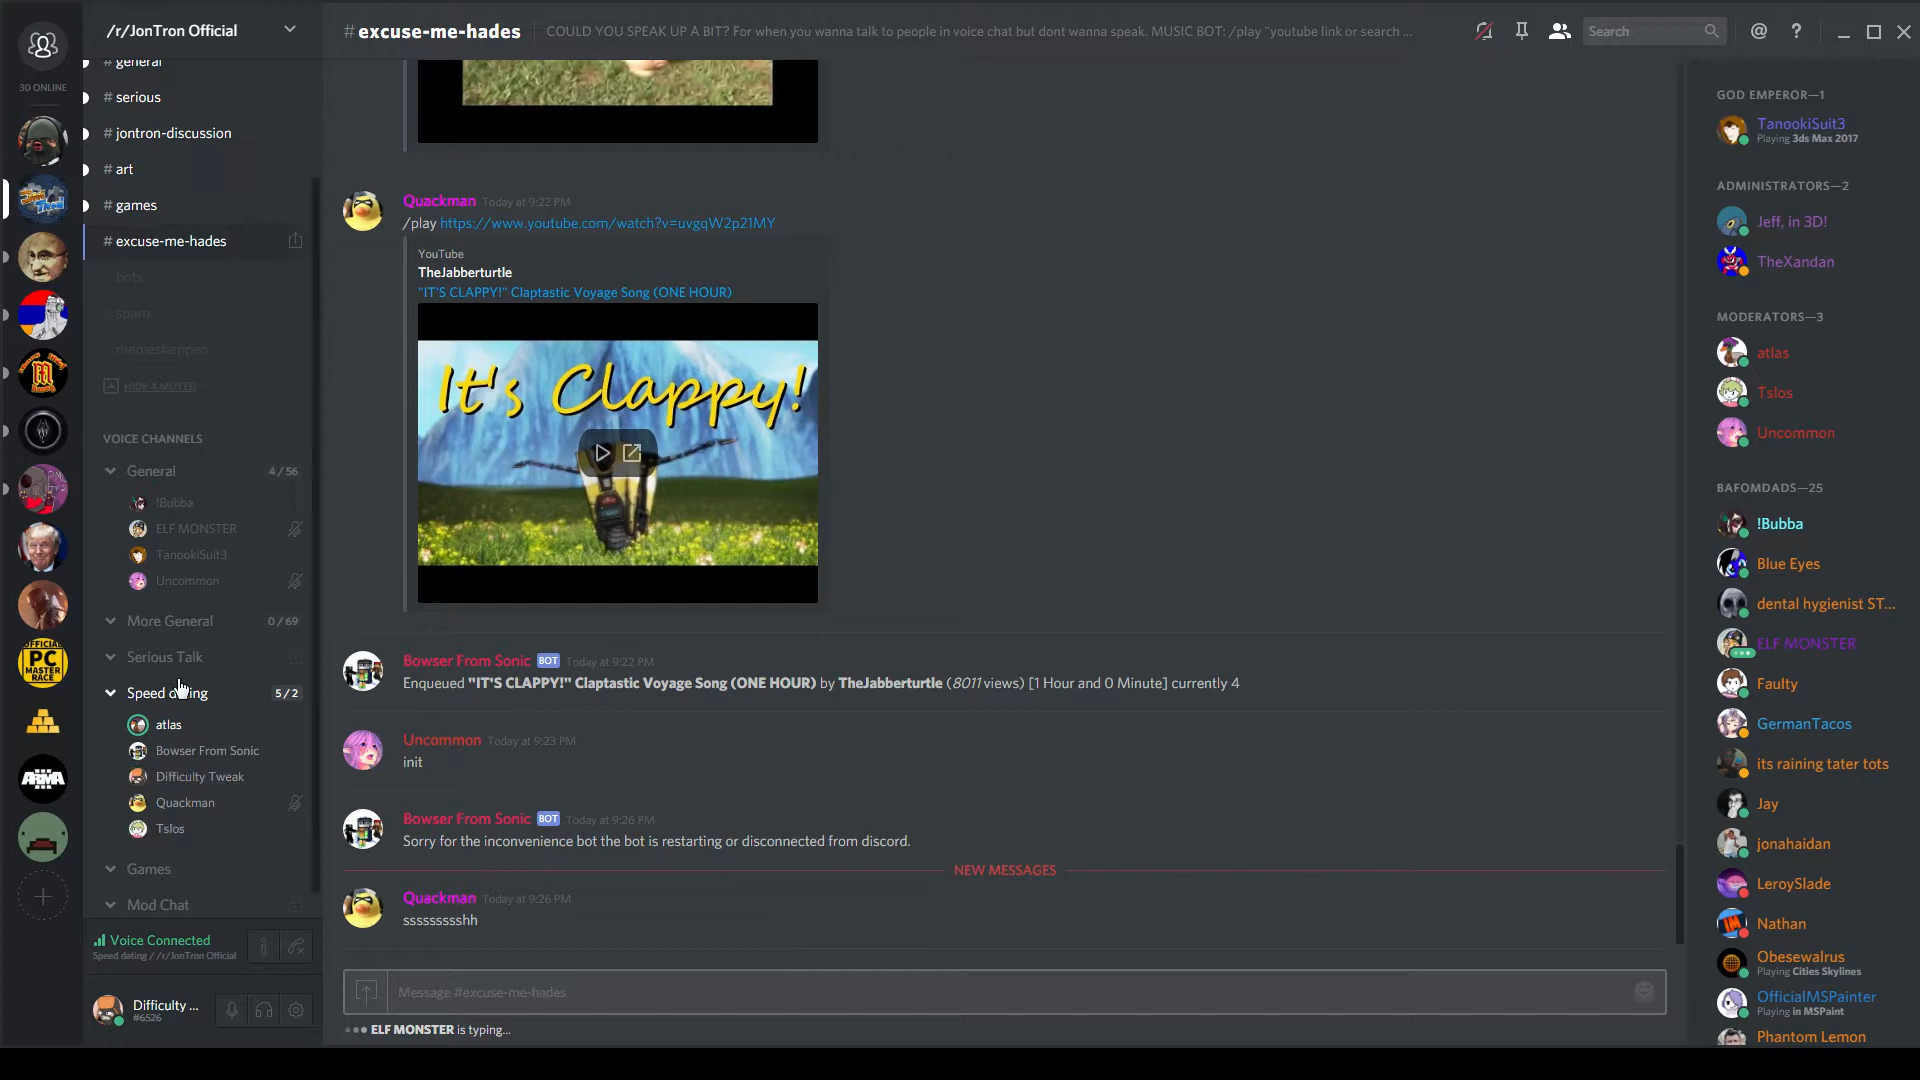 /r/JonTron Official
30 ONLINE
# general
# serious
# jontron-discussion
# art
# games
# excuse-me-hades
bots
spam
memeshappen
HIDE 4 MUTED
VOICE CHANNELS
General 4/56
!Bubba
ELF MONSTER
TanookiSuit3
Uncommon
More General 0/69
Serious Talk
Speed dating 5/2
atlas
Bowser From Sonic
Difficulty Tweak
Quackman
Tslos
Games
Mod Chat
Voice Connected
Speed dating / /r/JonTron Official
Difficulty ...
#6526
OFFICIAL
PC
MASTER
RACE
ARMA
# excuse-me-hades COULD YOU SPEAK UP A BIT? For when you wanna talk to people in voice chat but dont wanna speak. MUSIC BOT: /play "youtube link or search ...
Search
Quackman Today at 9:22 PM
/play https://www.youtube.com/watch?v=uvgqW2p21MY
YouTube
TheJabberturtle
"IT'S CLAPPY!" Claptastic Voyage Song (ONE HOUR)
It's Clappy!
Bowser From Sonic BOT Today at 9:22 PM
Enqueued "IT'S CLAPPY!" Claptastic Voyage Song (ONE HOUR) by TheJabberturtle (8011 views) [1 Hour and 0 Minute] currently 4
Uncommon Today at 9:23 PM
init
Bowser From Sonic BOT Today at 9:26 PM
Sorry for the inconvenience bot the bot is restarting or disconnected from discord.
NEW MESSAGES
Quackman Today at 9:26 PM
ssssssssshh
Message #excuse-me-hades
ELF MONSTER is typing...
GOD EMPEROR—1
TanookiSuit3
Playing 3ds Max 2017
ADMINISTRATORS—2
Jeff, in 3D!
TheXandan
MODERATORS—3
atlas
Tslos
Uncommon
BAFOMDADS—25
!Bubba
Blue Eyes
dental hygienist ST...
ELF MONSTER
Faulty
GermanTacos
its raining tater tots
Jay
jonahaidan
LeroySlade
Nathan
Obesewalrus
Playing Cities Skylines
OfficialMSPainter
Playing in MSPaint
Phantom Lemon